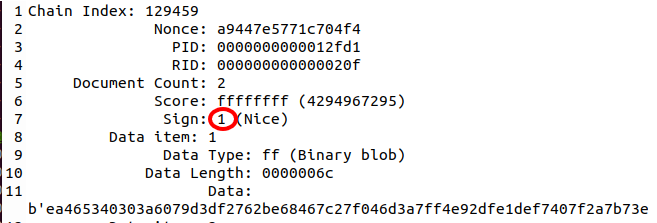 1 Chain Index: 129459
2 Nonce: a9447e5771c704f4
3 PID: 0000000000012fd1
4 RID: 000000000000020f
5 Document Count: 2
6 Score: ffffffff (4294967295)
7 Sign: 1 (Nice)
8 Data item: 1
9 Data Type: ff (Binary blob)
10 Data Length: 0000006c
11 Data:
b'ea465340303a6079d3df2762be68467c27f046d3a7ff4e92dfe1def7407f2a7b73e